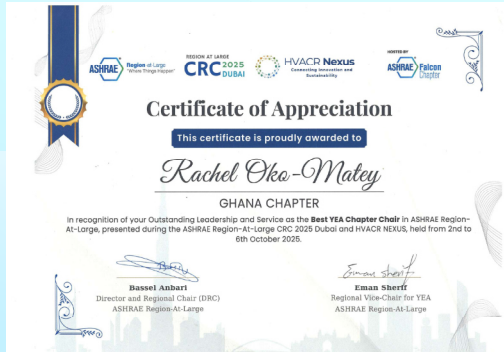 ASHRAE Region at Large
"Where Things Happen"
REGION AT LARGE
CRC 2025 DUBAI
HVACR Nexus
Connecting Innovation and
Sustainability
HOSTED BY
ASHRAE Falcon
Chapter
Certificate of Appreciation
This certificate is proudly awarded to
Rachel Oko-Matey
GHANA CHAPTER
In recognition of your Outstanding Leadership and Service as the Best YEA Chapter Chair in ASHRAE Region-
At-Large, presented during the ASHRAE Region-At-Large CRC 2025 Dubai and HVACR NEXUS, held from 2nd to
6th October 2025.
Eman Sherif
Bassel Anbari
Director and Regional Chair (DRC)
ASHRAE Region-At-Large
Eman Sheriff
Regional Vice-Chair for YEA
ASHRAE Region-At-Large